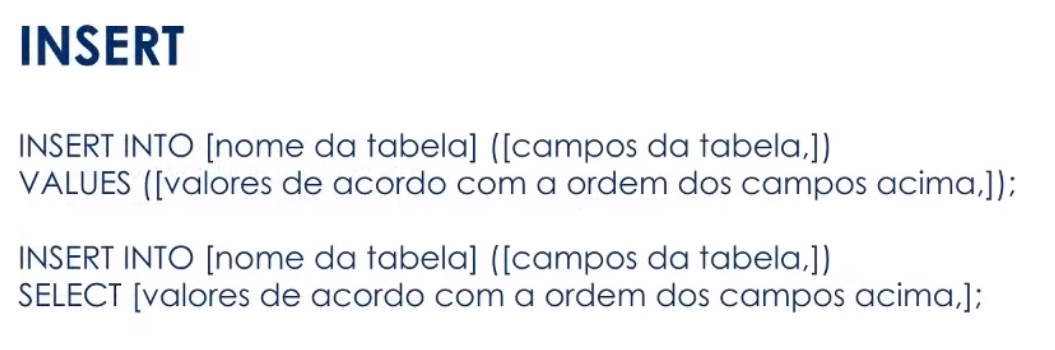 INSERT
INSERT INTO [nome da tabela] ([campos da tabela,])
VALUES ([valores de acordo com a ordem dos campos acima,]);
INSERT INTO [nome da tabela] ([campos da tabela,])
SELECT [valores de acordo com a ordem dos campos acima,];